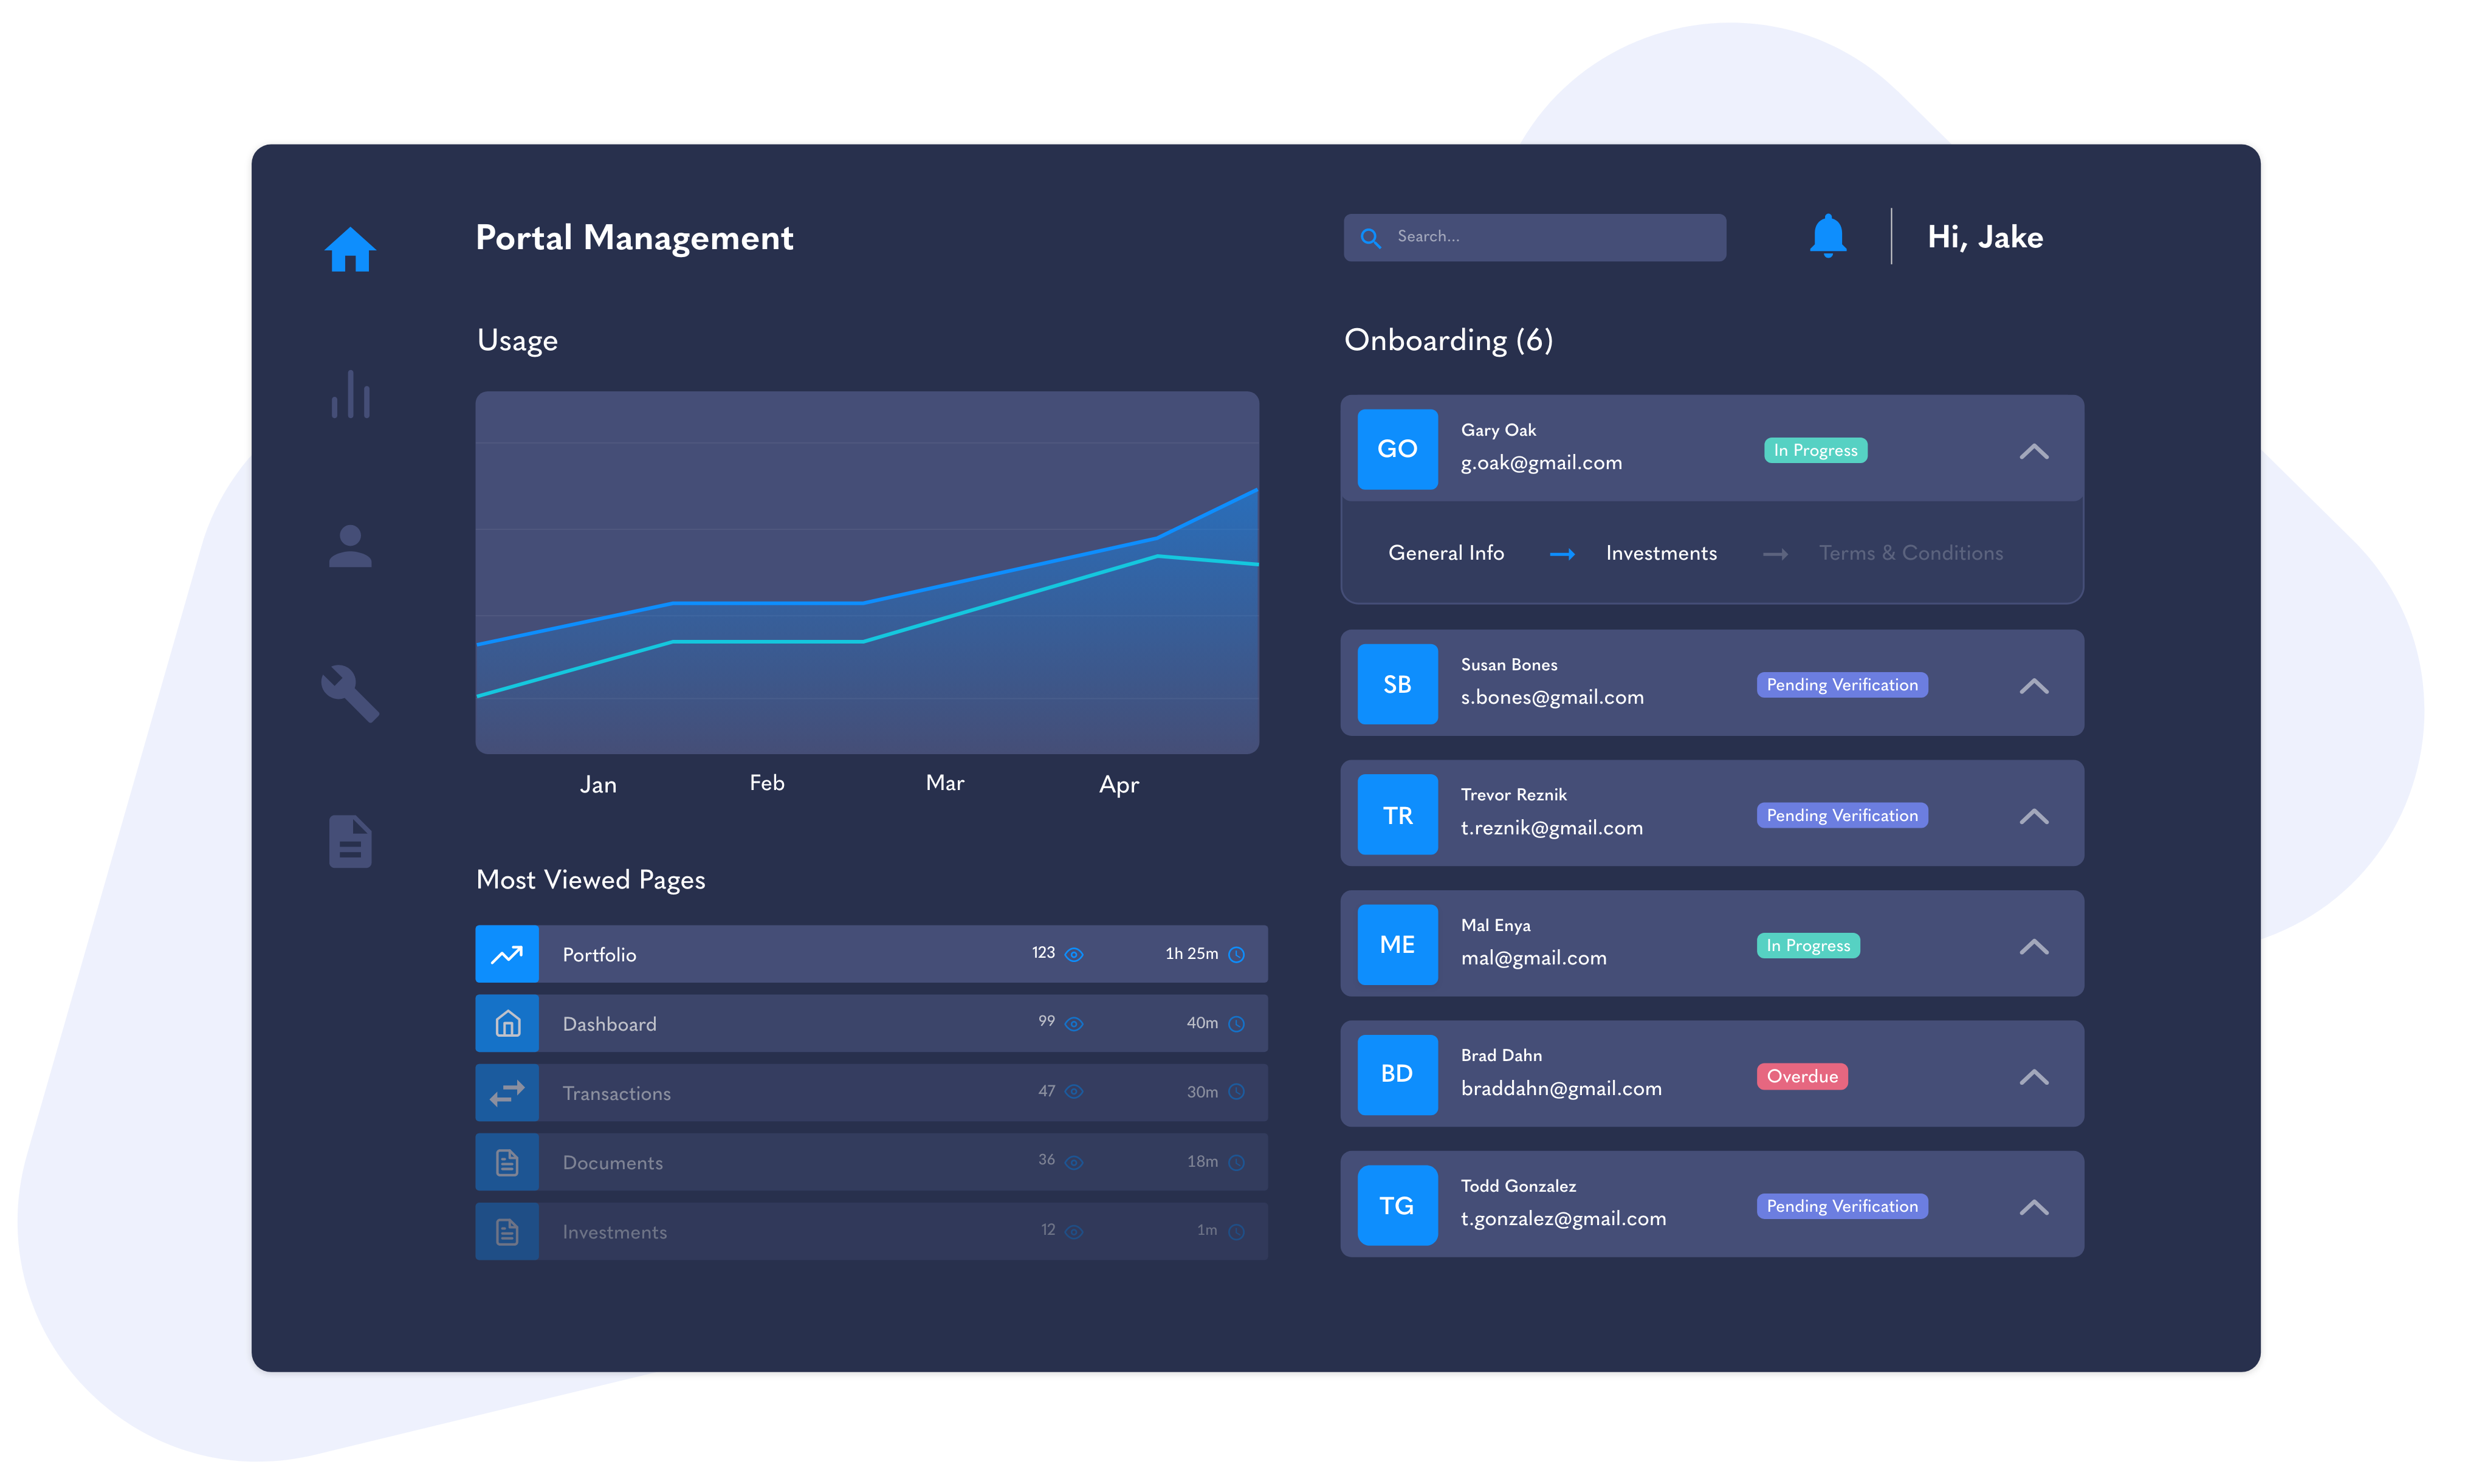 Portal Management
Search...
Hi, Jake
Usage
Jan Feb Mar Apr
Most Viewed Pages
Portfolio 123 1h 25m
Dashboard 99 40m
Transactions 47 30m
Documents 36 18m
Investments 12 1m
Onboarding (6)
GO
Gary Oak
g.oak@gmail.com
In Progress
General Info Investments Terms & Conditions
SB
Susan Bones
s.bones@gmail.com
Pending Verification
TR
Trevor Reznik
t.reznik@gmail.com
Pending Verification
ME
Mal Enya
mal@gmail.com
In Progress
BD
Brad Dahn
braddahn@gmail.com
Overdue
TG
Todd Gonzalez
t.gonzalez@gmail.com
Pending Verification